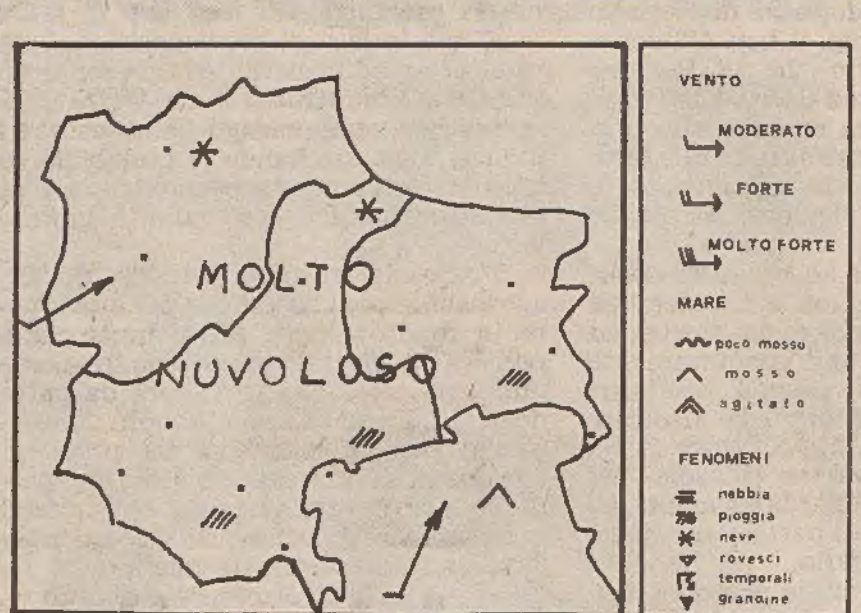 MOLTO
NUVOLOSO
VENTO
MODERATO
FORTE
MOLTO FORTE
MARE
poco mosso
mosso
agitato
FENOMENI
nebbia
pioggia
neve
rovesci
temporali
grandine